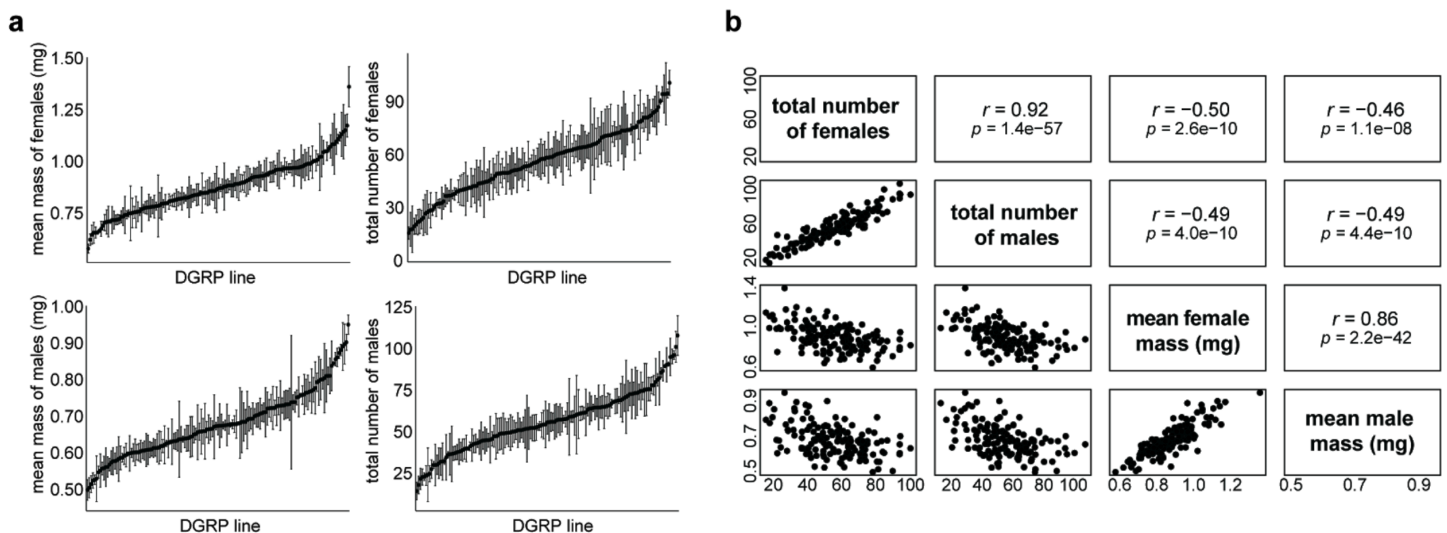 a
mean mass of females (mg)
1.50
1.25
1.00
0.75
DGRP line
total number of females
90
60
30
0
DGRP line
mean mass of males (mg)
1.00
0.90
0.80
0.70
0.60
0.50
DGRP line
total number of males
125
100
75
50
25
DGRP line
b
20 60 100
total number
of females
r = 0.92
p = 1.4e−57
r = −0.50
p = 2.6e−10
r = −0.46
p = 1.1e−08
20 60 100
total number
of males
r = −0.49
p = 4.0e−10
r = −0.49
p = 4.4e−10
0.6 1.0 1.4
mean female
mass (mg)
r = 0.86
p = 2.2e−42
0.5 0.7 0.9
mean male
mass (mg)
20 40 60 80 100
20 40 60 80 100
0.6 0.8 1.0 1.2
0.5 0.7 0.9